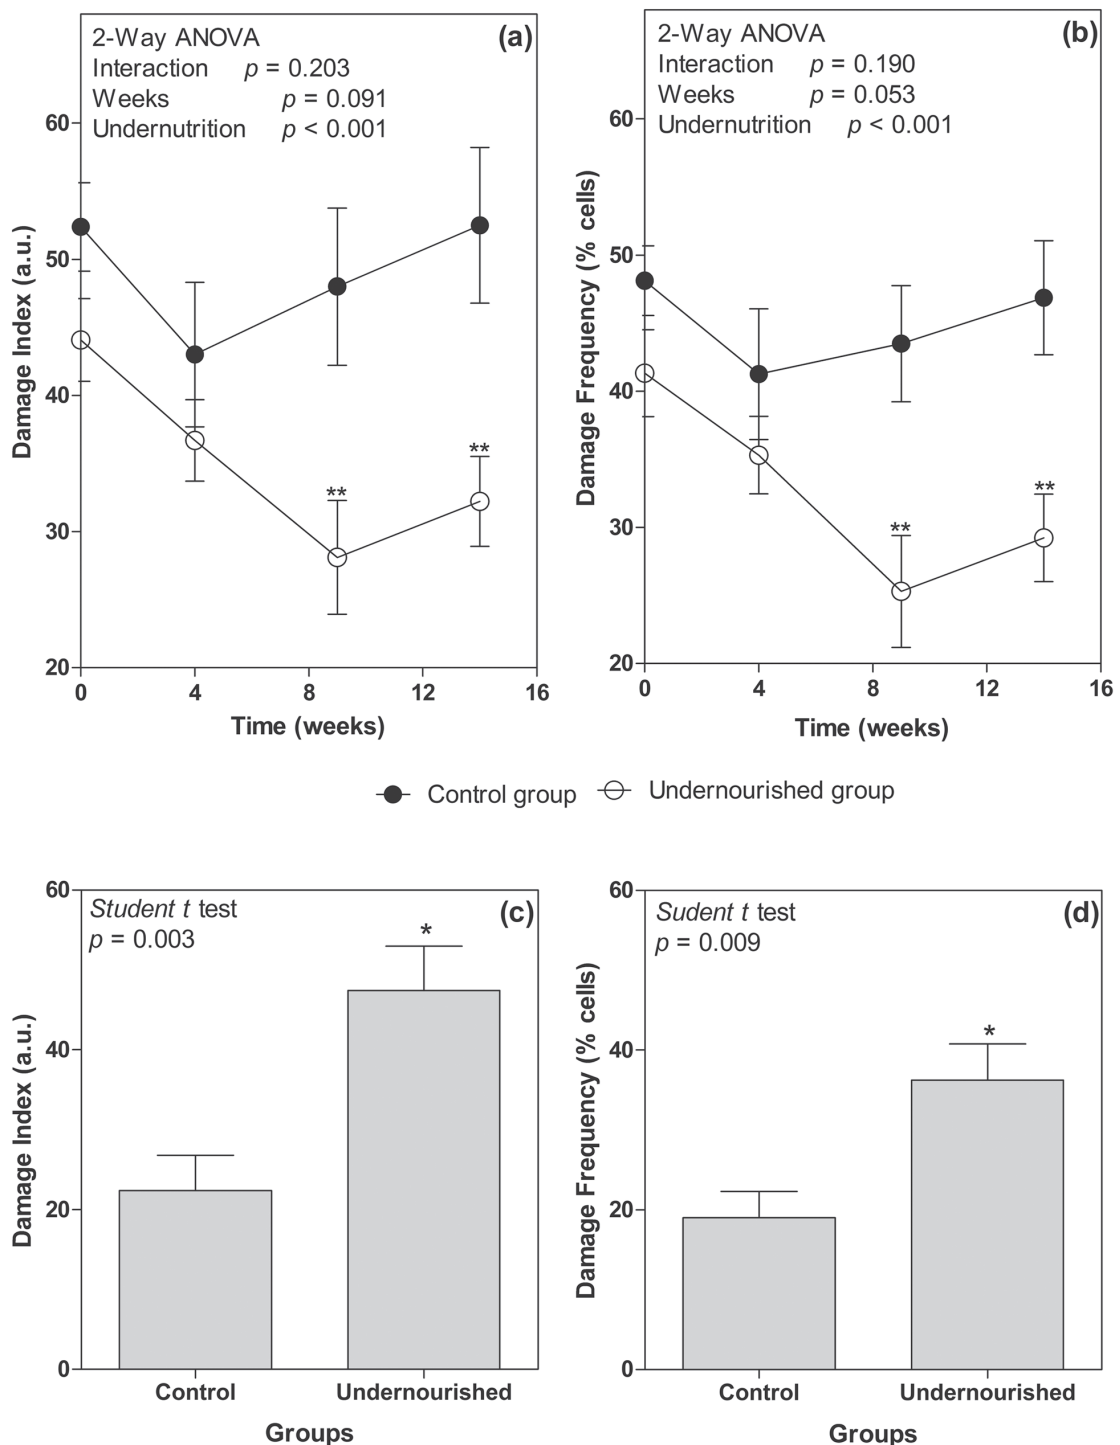 2-Way ANOVA
Interaction p = 0.203
Weeks p = 0.091
Undernutrition p < 0.001
(a)
Damage Index (a.u.)
60
50
40
30
20
**
**
0 4 8 12 16
Time (weeks)
2-Way ANOVA
Interaction p = 0.190
Weeks p = 0.053
Undernutrition p < 0.001
(b)
Damage Frequency (% cells)
60
50
40
30
20
**
**
0 4 8 12 16
Time (weeks)
Control group Undernourished group
Student t test
p = 0.003
(c)
Damage Index (a.u.)
60
40
20
0
*
Control Undernourished
Groups
Sudent t test
p = 0.009
(d)
Damage Frequency (% cells)
60
40
20
0
*
Control Undernourished
Groups